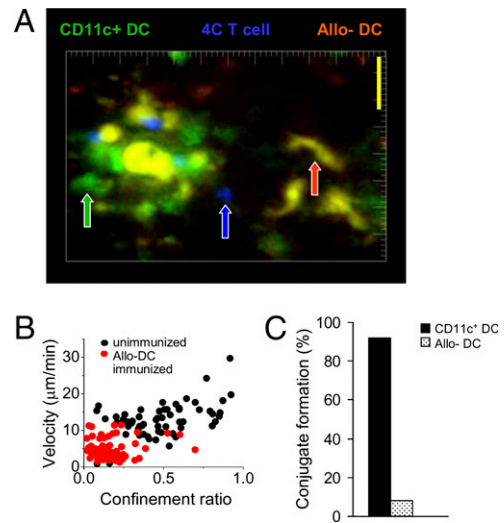 A
CD11c+ DC 4C T cell Allo- DC
B
Velocity (μm/min)
30
20
10
0
unimmunized
Allo-DC
immunized
0.0 0.5 1.0
Confinement ratio
C
Conjugate formation (%)
100
80
60
40
20
0
CD11c⁺ DC
Allo- DC